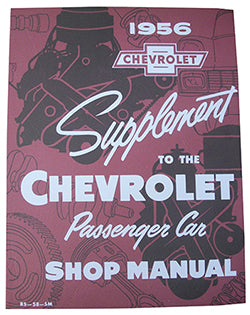 1956
CHEVROLET
Supplement
TO THE
CHEVROLET
Passenger Car
SHOP MANUAL